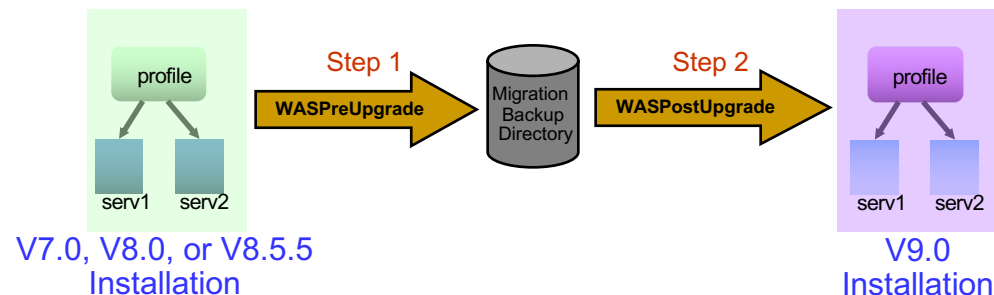 profile
serv1
serv2
V7.0, V8.0, or V8.5.5
Installation
Step 1
WASPreUpgrade
Migration
Backup
Directory
Step 2
WASPostUpgrade
profile
serv1
serv2
V9.0
Installation